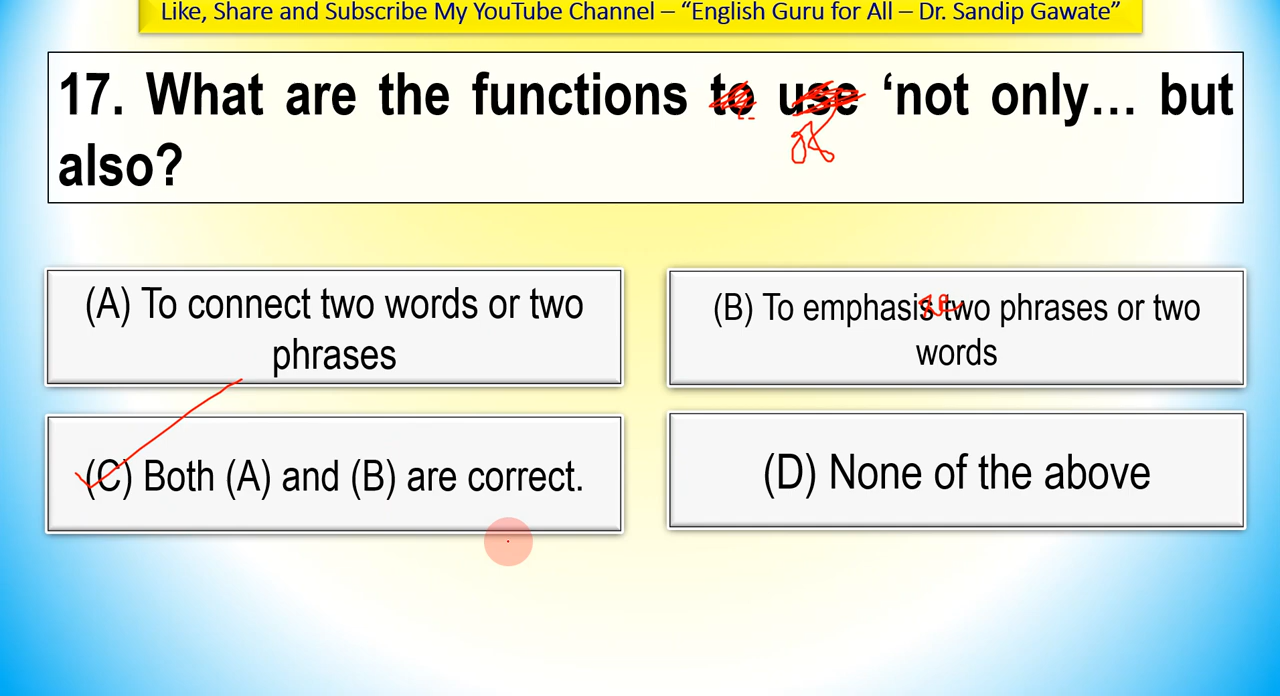 Like, Share and Subscribe My YouTube Channel – “English Guru for All – Dr. Sandip Gawate”
17. What are the functions to use ‘not only… but
of
also?
(A) To connect two words or two
phrases
(B) To emphasis two phrases or two
ze
words
(C) Both (A) and (B) are correct.
(D) None of the above